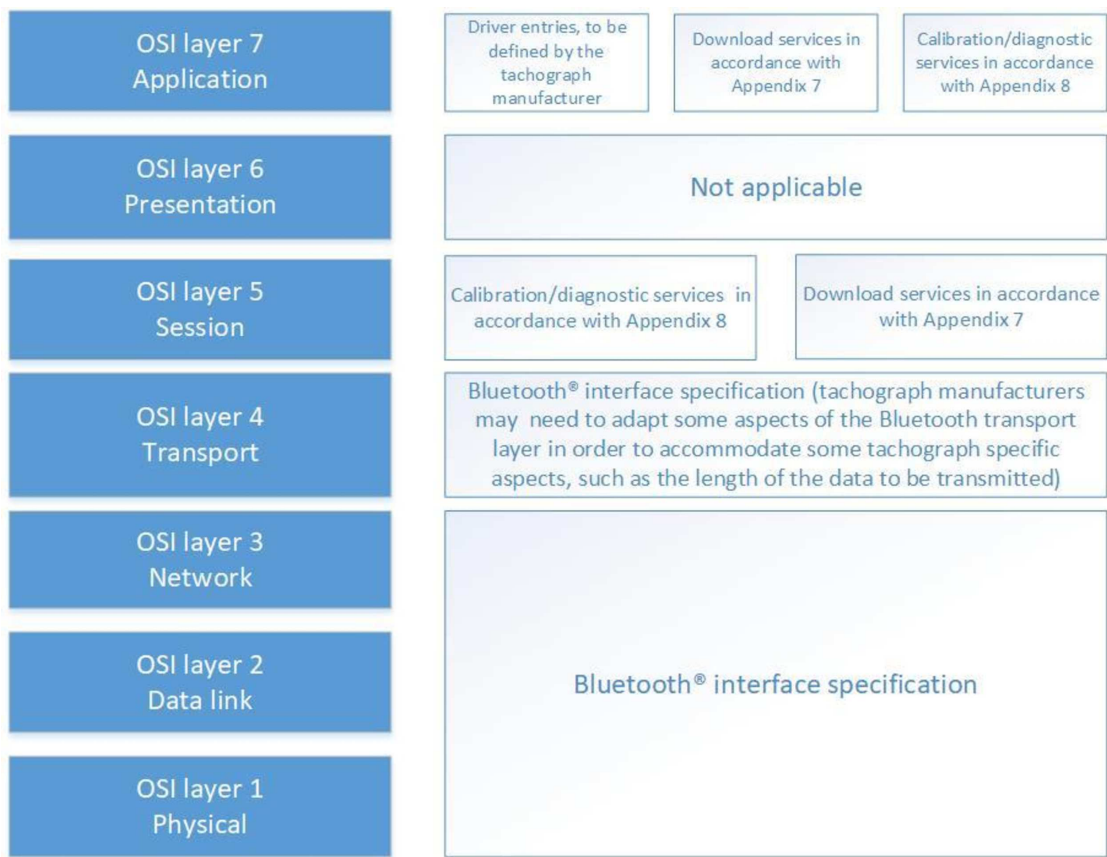 OSI layer 7
Application
Driver entries, to be
defined by the
tachograph
manufacturer
Download services in
accordance with
Appendix 7
Calibration/diagnostic
services in accordance
with Appendix 8
OSI layer 6
Presentation
Not applicable
OSI layer 5
Session
Calibration/diagnostic services in
accordance with Appendix 8
Download services in accordance
with Appendix 7
OSI layer 4
Transport
Bluetooth® interface specification (tachograph manufacturers
may need to adapt some aspects of the Bluetooth transport
layer in order to accommodate some tachograph specific
aspects, such as the length of the data to be transmitted)
OSI layer 3
Network
OSI layer 2
Data link
Bluetooth® interface specification
OSI layer 1
Physical